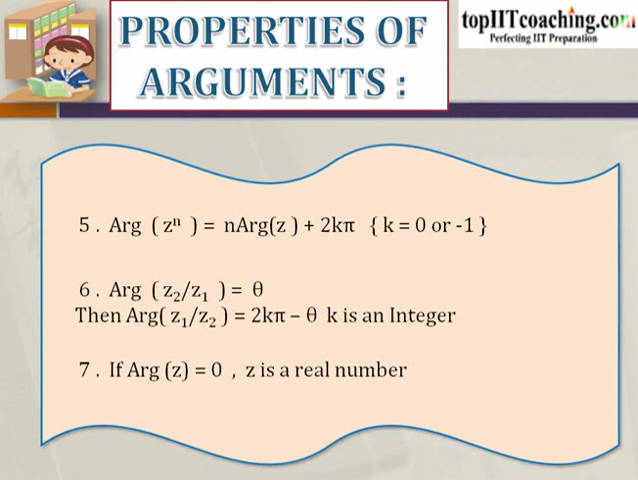 PROPERTIES OF
ARGUMENTS :
topIITcoaching.com
Perfecting IIT Preparation
5 . Arg ( zⁿ ) = nArg(z ) + 2kπ { k = 0 or -1 }
6 . Arg ( z₂/z₁ ) = θ
Then Arg( z₁/z₂ ) = 2kπ – θ k is an Integer
7 . If Arg (z) = 0 , z is a real number